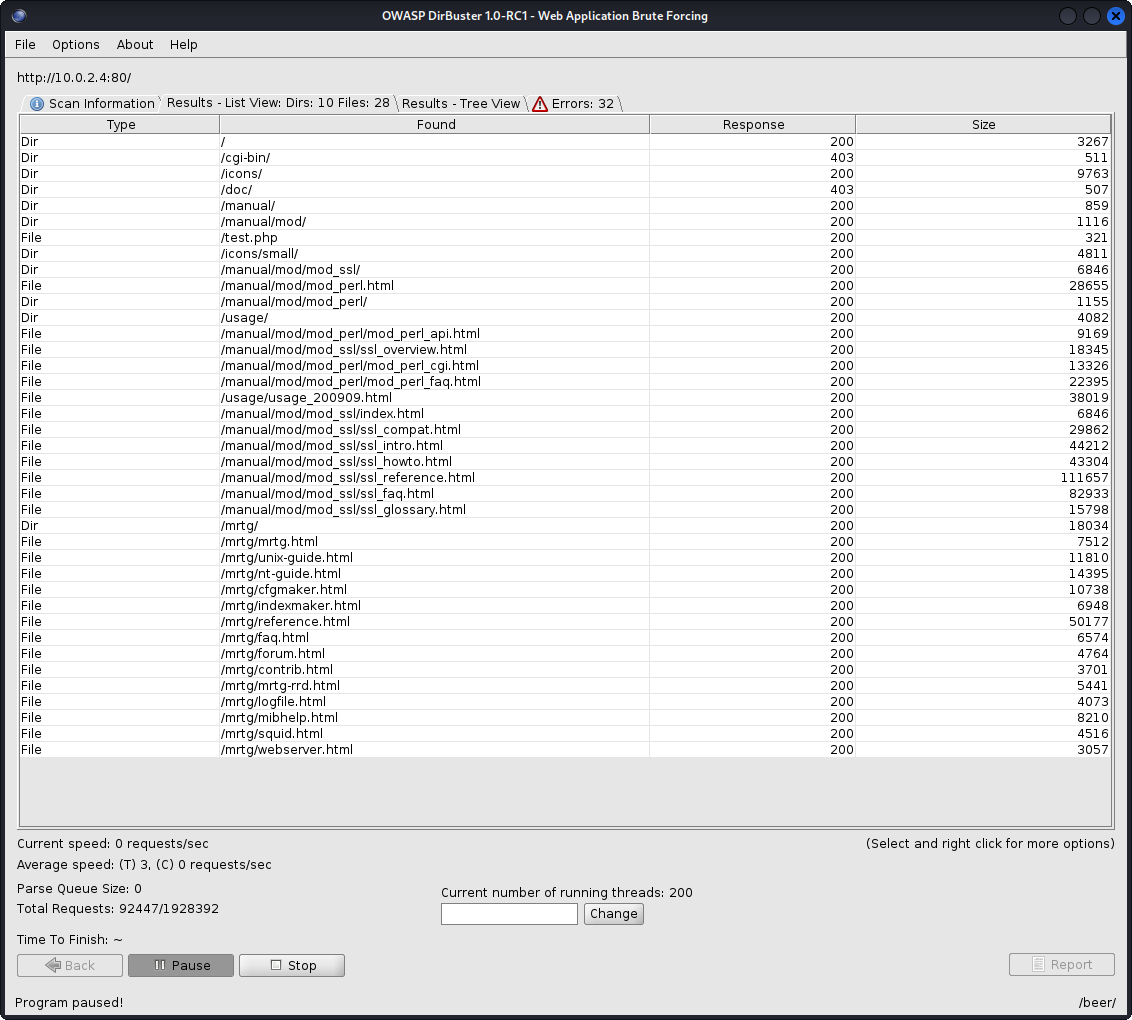 OWASP DirBuster 1.0-RC1 - Web Application Brute Forcing
File Options About Help
http://10.0.2.4:80/
Scan Information Results - List View: Dirs: 10 Files: 28 Results - Tree View Errors: 32
Type Found Response Size
Dir / 200 3267
Dir /cgi-bin/ 403 511
Dir /icons/ 200 9763
Dir /doc/ 403 507
Dir /manual/ 200 859
Dir /manual/mod/ 200 1116
File /test.php 200 321
Dir /icons/small/ 200 4811
Dir /manual/mod/mod_ssl/ 200 6846
File /manual/mod/mod_perl.html 200 28655
Dir /manual/mod/mod_perl/ 200 1155
Dir /usage/ 200 4082
File /manual/mod/mod_perl/mod_perl_api.html 200 9169
File /manual/mod/mod_ssl/ssl_overview.html 200 18345
File /manual/mod/mod_perl/mod_perl_cgi.html 200 13326
File /manual/mod/mod_perl/mod_perl_faq.html 200 22395
File /usage/usage_200909.html 200 38019
File /manual/mod/mod_ssl/index.html 200 6846
File /manual/mod/mod_ssl/ssl_compat.html 200 29862
File /manual/mod/mod_ssl/ssl_intro.html 200 44212
File /manual/mod/mod_ssl/ssl_howto.html 200 43304
File /manual/mod/mod_ssl/ssl_reference.html 200 111657
File /manual/mod/mod_ssl/ssl_faq.html 200 82933
File /manual/mod/mod_ssl/ssl_glossary.html 200 15798
Dir /mrtg/ 200 18034
File /mrtg/mrtg.html 200 7512
File /mrtg/unix-guide.html 200 11810
File /mrtg/nt-guide.html 200 14395
File /mrtg/cfgmaker.html 200 10738
File /mrtg/indexmaker.html 200 6948
File /mrtg/reference.html 200 50177
File /mrtg/faq.html 200 6574
File /mrtg/forum.html 200 4764
File /mrtg/contrib.html 200 3701
File /mrtg/mrtg-rrd.html 200 5441
File /mrtg/logfile.html 200 4073
File /mrtg/mibhelp.html 200 8210
File /mrtg/squid.html 200 4516
File /mrtg/webserver.html 200 3057
Current speed: 0 requests/sec (Select and right click for more options)
Average speed: (T) 3, (C) 0 requests/sec
Parse Queue Size: 0 Current number of running threads: 200
Total Requests: 92447/1928392 Change
Time To Finish: ~
Back Pause Stop Report
Program paused! /beer/